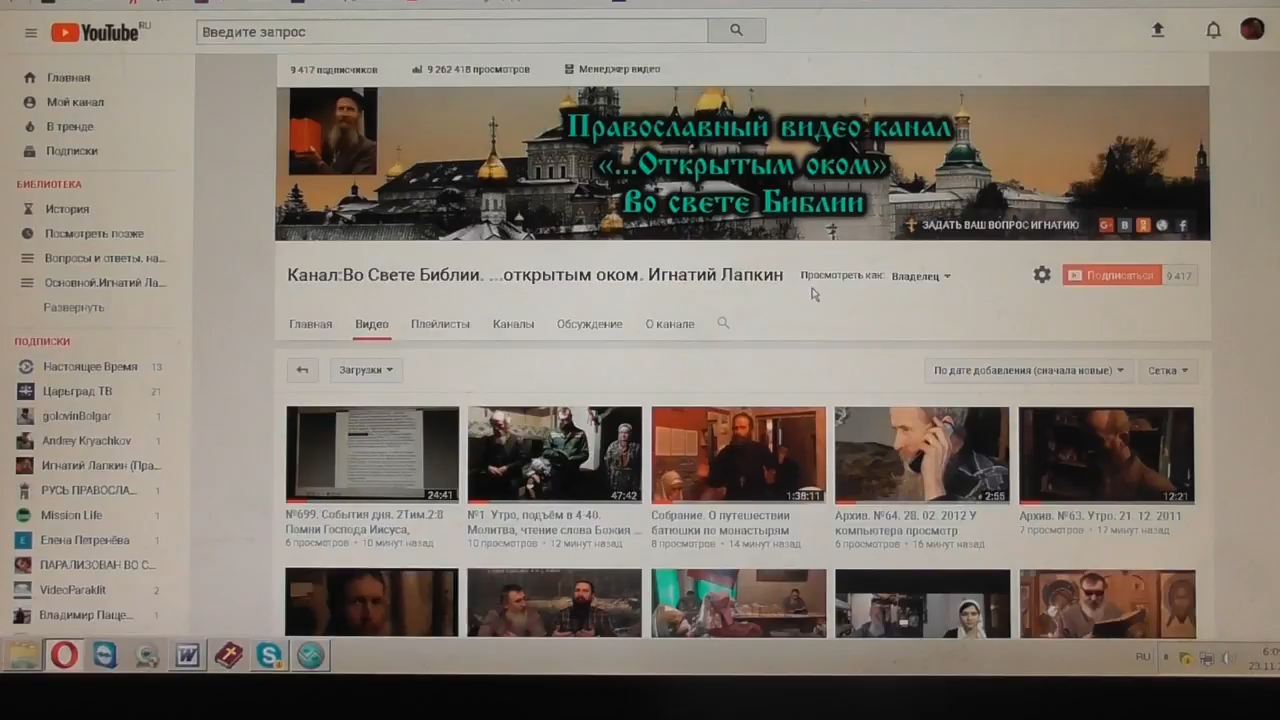 YouTube RU
Введите запрос
Главная
Мой канал
В тренде
Подписки
БИБЛИОТЕКА
История
Посмотреть позже
Вопросы и ответы, на...
Основной.Игнатий Ла...
Развернуть
ПОДПИСКИ
Настоящее Время 13
Царьград ТВ 21
golovinBolgar 1
Andrey Kryachkov 1
Игнатий Лапкин (Пра... 1
РУСЬ ПРАВОСЛА... 1
Mission Life 1
Елена Петренёва 1
ПАРАЛИЗОВАН ВО С...
VideoParaklit 2
Владимир Паще... 1
9 417 подписчиков
9 262 418 просмотров
Менеджер видео
Православный видео канал
«...Открытым оком»
Во свете Библии
ЗАДАТЬ ВАШ ВОПРОС ИГНАТИЮ
Канал:Во Свете Библии. ...открытым оком. Игнатий Лапкин
Просмотреть как: Владелец
Подписаться 9 417
Главная Видео Плейлисты Каналы Обсуждение О канале
Загрузки
По дате добавления (сначала новые)
Сетка
24:41
№699. События дня. 2Тим.2:8
Помни Господа Иисуса,
6 просмотров • 10 минут назад
47:42
№1. Утро, подъём в 4-40.
Молитва, чтение слова Божия ...
10 просмотров • 12 минут назад
1:38:11
Собрание. О путешествии
батюшки по монастырям
8 просмотров • 14 минут назад
2:55
Архив. №64. 28. 02. 2012 У
компьютера просмотр
6 просмотров • 16 минут назад
12:21
Архив. №63. Утро. 21. 12. 2011
7 просмотров • 17 минут назад
RU